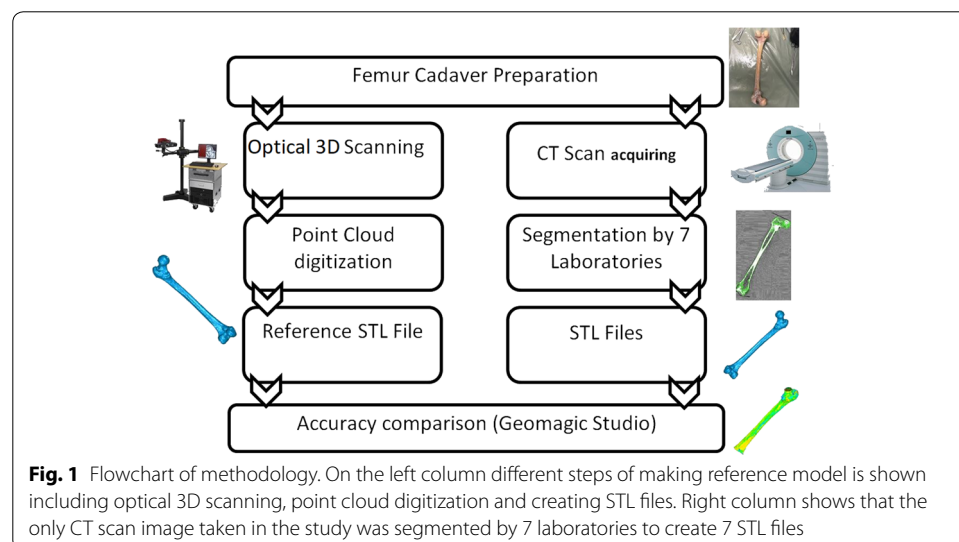 Femur Cadaver Preparation
Optical 3D Scanning
CT Scan acquiring
Point Cloud
digitization
Segmentation by 7
Laboratories
Reference STL File
STL Files
Accuracy comparison (Geomagic Studio)
Fig. 1 Flowchart of methodology. On the left column different steps of making reference model is shown
including optical 3D scanning, point cloud digitization and creating STL files. Right column shows that the
only CT scan image taken in the study was segmented by 7 laboratories to create 7 STL files